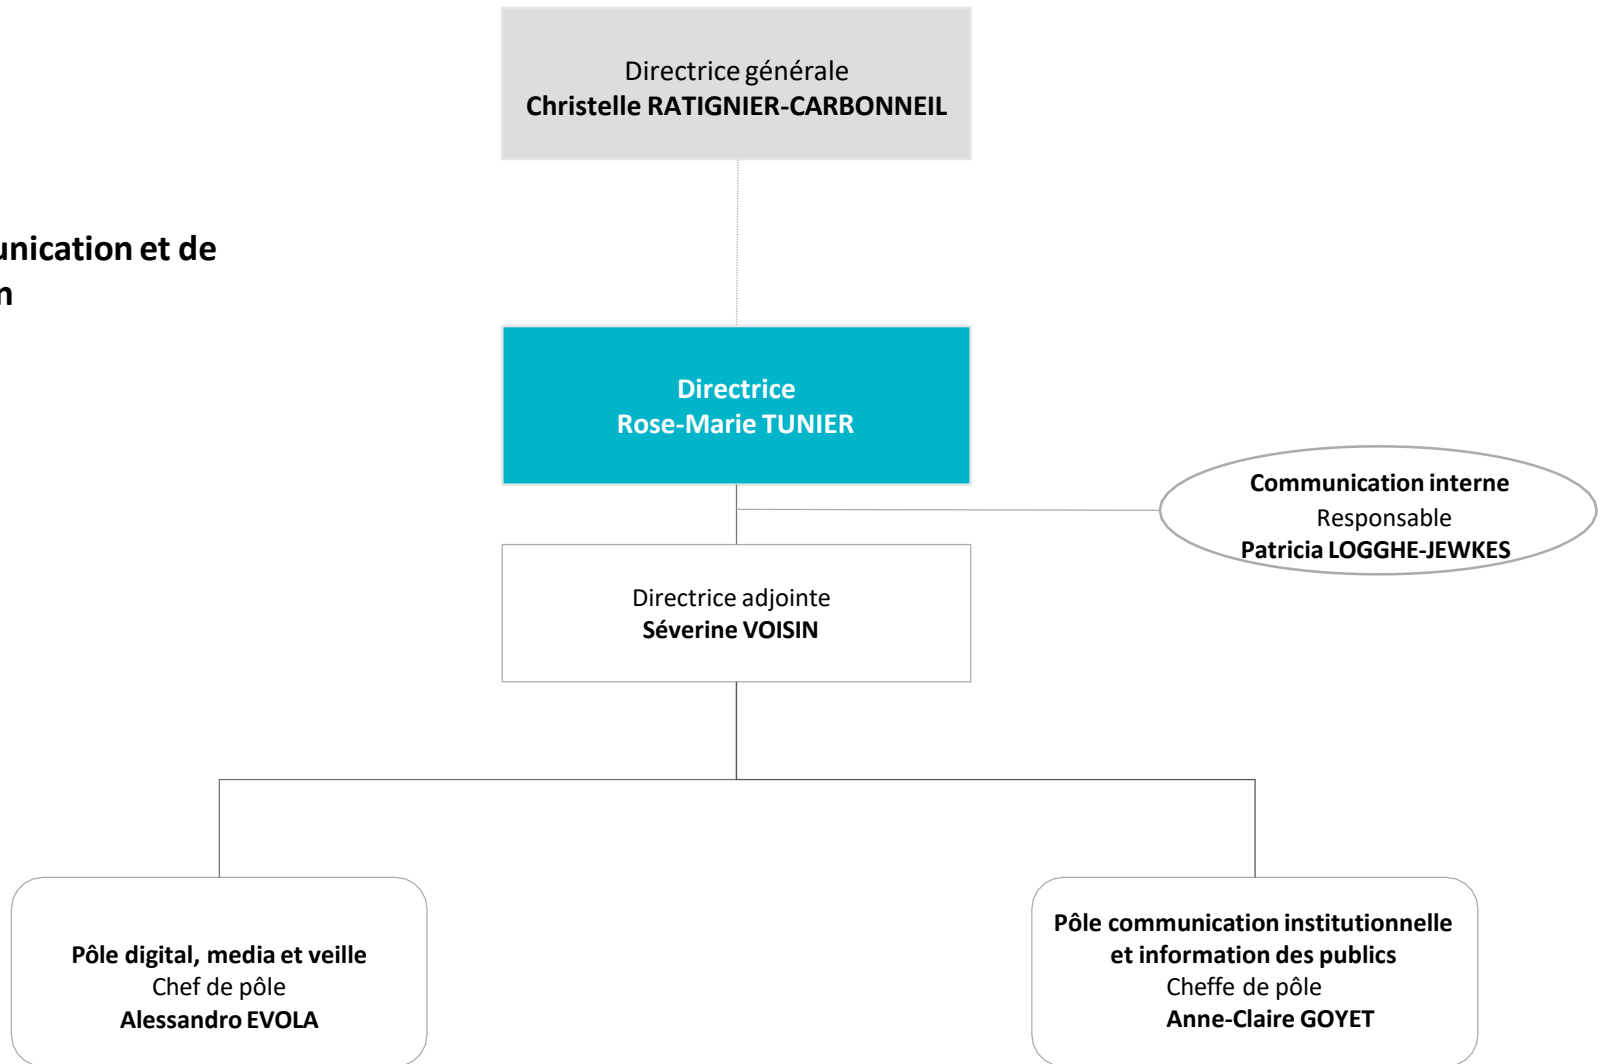 Directrice générale
Christelle RATIGNIER-CARBONNEIL
unication et de
n
Directrice
Rose-Marie TUNIER
Communication interne
Responsable
Patricia LOGGHE-JEWKES
Directrice adjointe
Séverine VOISIN
Pôle digital, media et veille
Chef de pôle
Alessandro EVOLA
Pôle communication institutionnelle
et information des publics
Cheffe de pôle
Anne-Claire GOYET